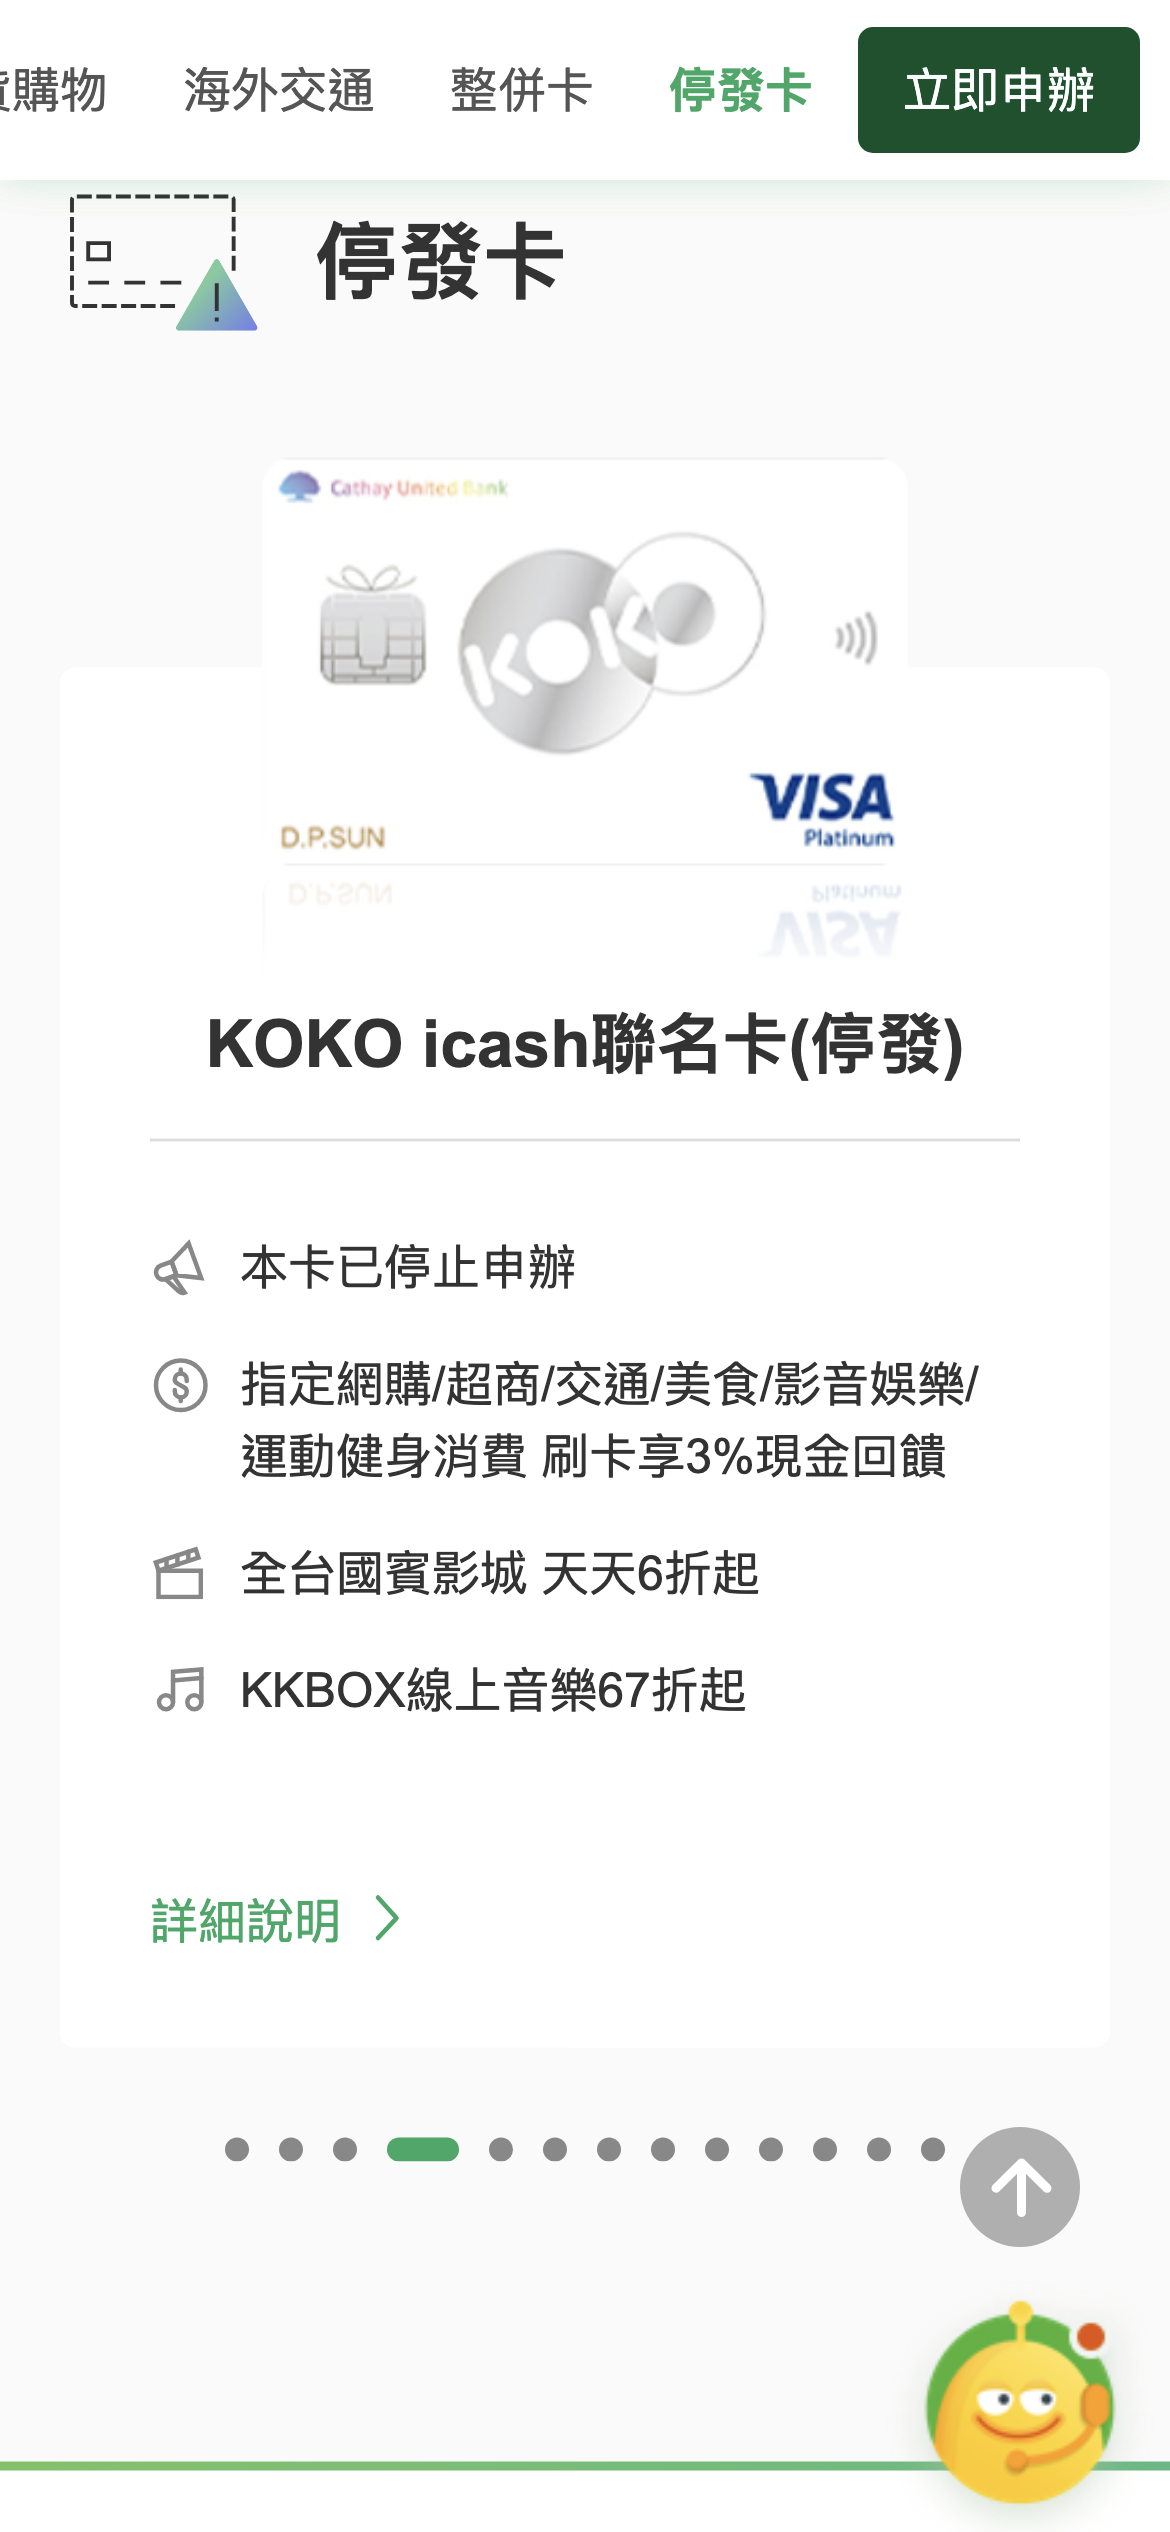 購物
海外交通
整併卡
停發卡
立即申辦
停發卡
Cathay United Bank
KOKO
VISA
Platinum
D.P.SUN
KOKO icash聯名卡(停發)
本卡已停止申辦
指定網購/超商/交通/美食/影音娛樂/
運動健身消費 刷卡享3%現金回饋
全台國賓影城 天天6折起
KKBOX線上音樂67折起
詳細說明